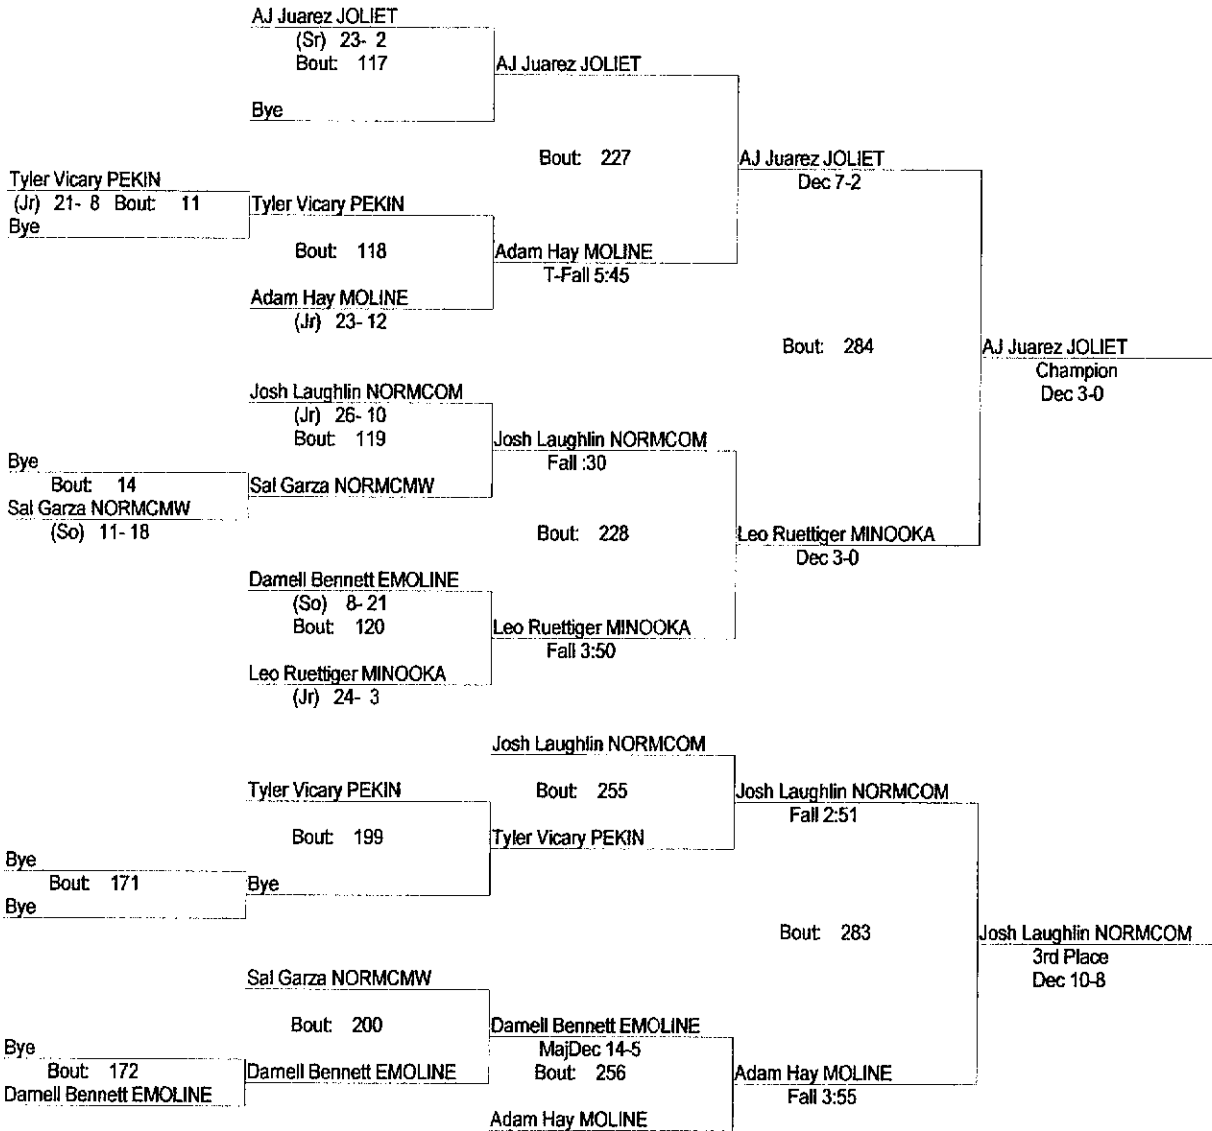 AJ Juarez JOLIET
(Sr) 23- 2
Bout: 117
AJ Juarez JOLIET
Bye
Bout: 227
AJ Juarez JOLIET
Dec 7-2
Tyler Vicary PEKIN
(Jr) 21- 8 Bout: 11
Bye
Tyler Vicary PEKIN
Bout: 118
Adam Hay MOLINE
T-Fall 5:45
Adam Hay MOLINE
(Jr) 23- 12
Bout: 284
AJ Juarez JOLIET
Champion
Dec 3-0
Josh Laughlin NORMCOM
(Jr) 26- 10
Bout: 119
Josh Laughlin NORMCOM
Fall :30
Bye
Bout: 14
Sal Garza NORMCMW
(So) 11- 18
Sal Garza NORMCMW
Bout: 228
Leo Ruettiger MINOOKA
Dec 3-0
Darnell Bennett EMOLINE
(So) 8- 21
Bout: 120
Leo Ruettiger MINOOKA
Fall 3:50
Leo Ruettiger MINOOKA
(Jr) 24- 3
Josh Laughlin NORMCOM
Bout: 255
Josh Laughlin NORMCOM
Fall 2:51
Tyler Vicary PEKIN
Bout: 199
Tyler Vicary PEKIN
Bye
Bout: 171
Bye
Bye
Bout: 283
Josh Laughlin NORMCOM
3rd Place
Dec 10-8
Sal Garza NORMCMW
Bout: 200
Darnell Bennett EMOLINE
MajDec 14-5
Bout: 256
Bye
Bout: 172
Darnell Bennett EMOLINE
Darnell Bennett EMOLINE
Adam Hay MOLINE
Fall 3:55
Adam Hay MOLINE